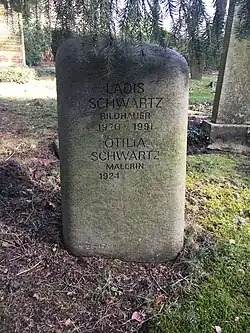 LADIS
SCHWARTZ
BILDHAUER
1920 - 1991
OTILIA
SCHWARTZ
MALERIN
1924